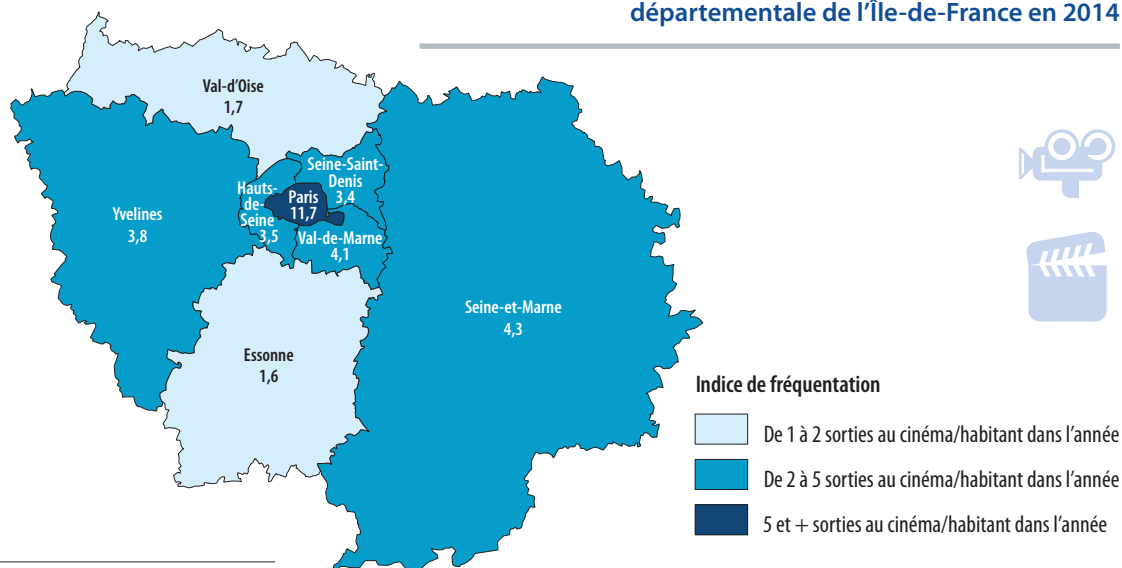 départementale de l'Île-de-France en 2014
Val-d'Oise
1,7
Seine-Saint-
Denis
3,4
Hauts-
de-
Seine
3,5
Paris
11,7
Yvelines
3,8
Val-de-Marne
4,1
Seine-et-Marne
4,3
Essonne
1,6
Indice de fréquentation
De 1 à 2 sorties au cinéma/habitant dans l'année
De 2 à 5 sorties au cinéma/habitant dans l'année
5 et + sorties au cinéma/habitant dans l'année